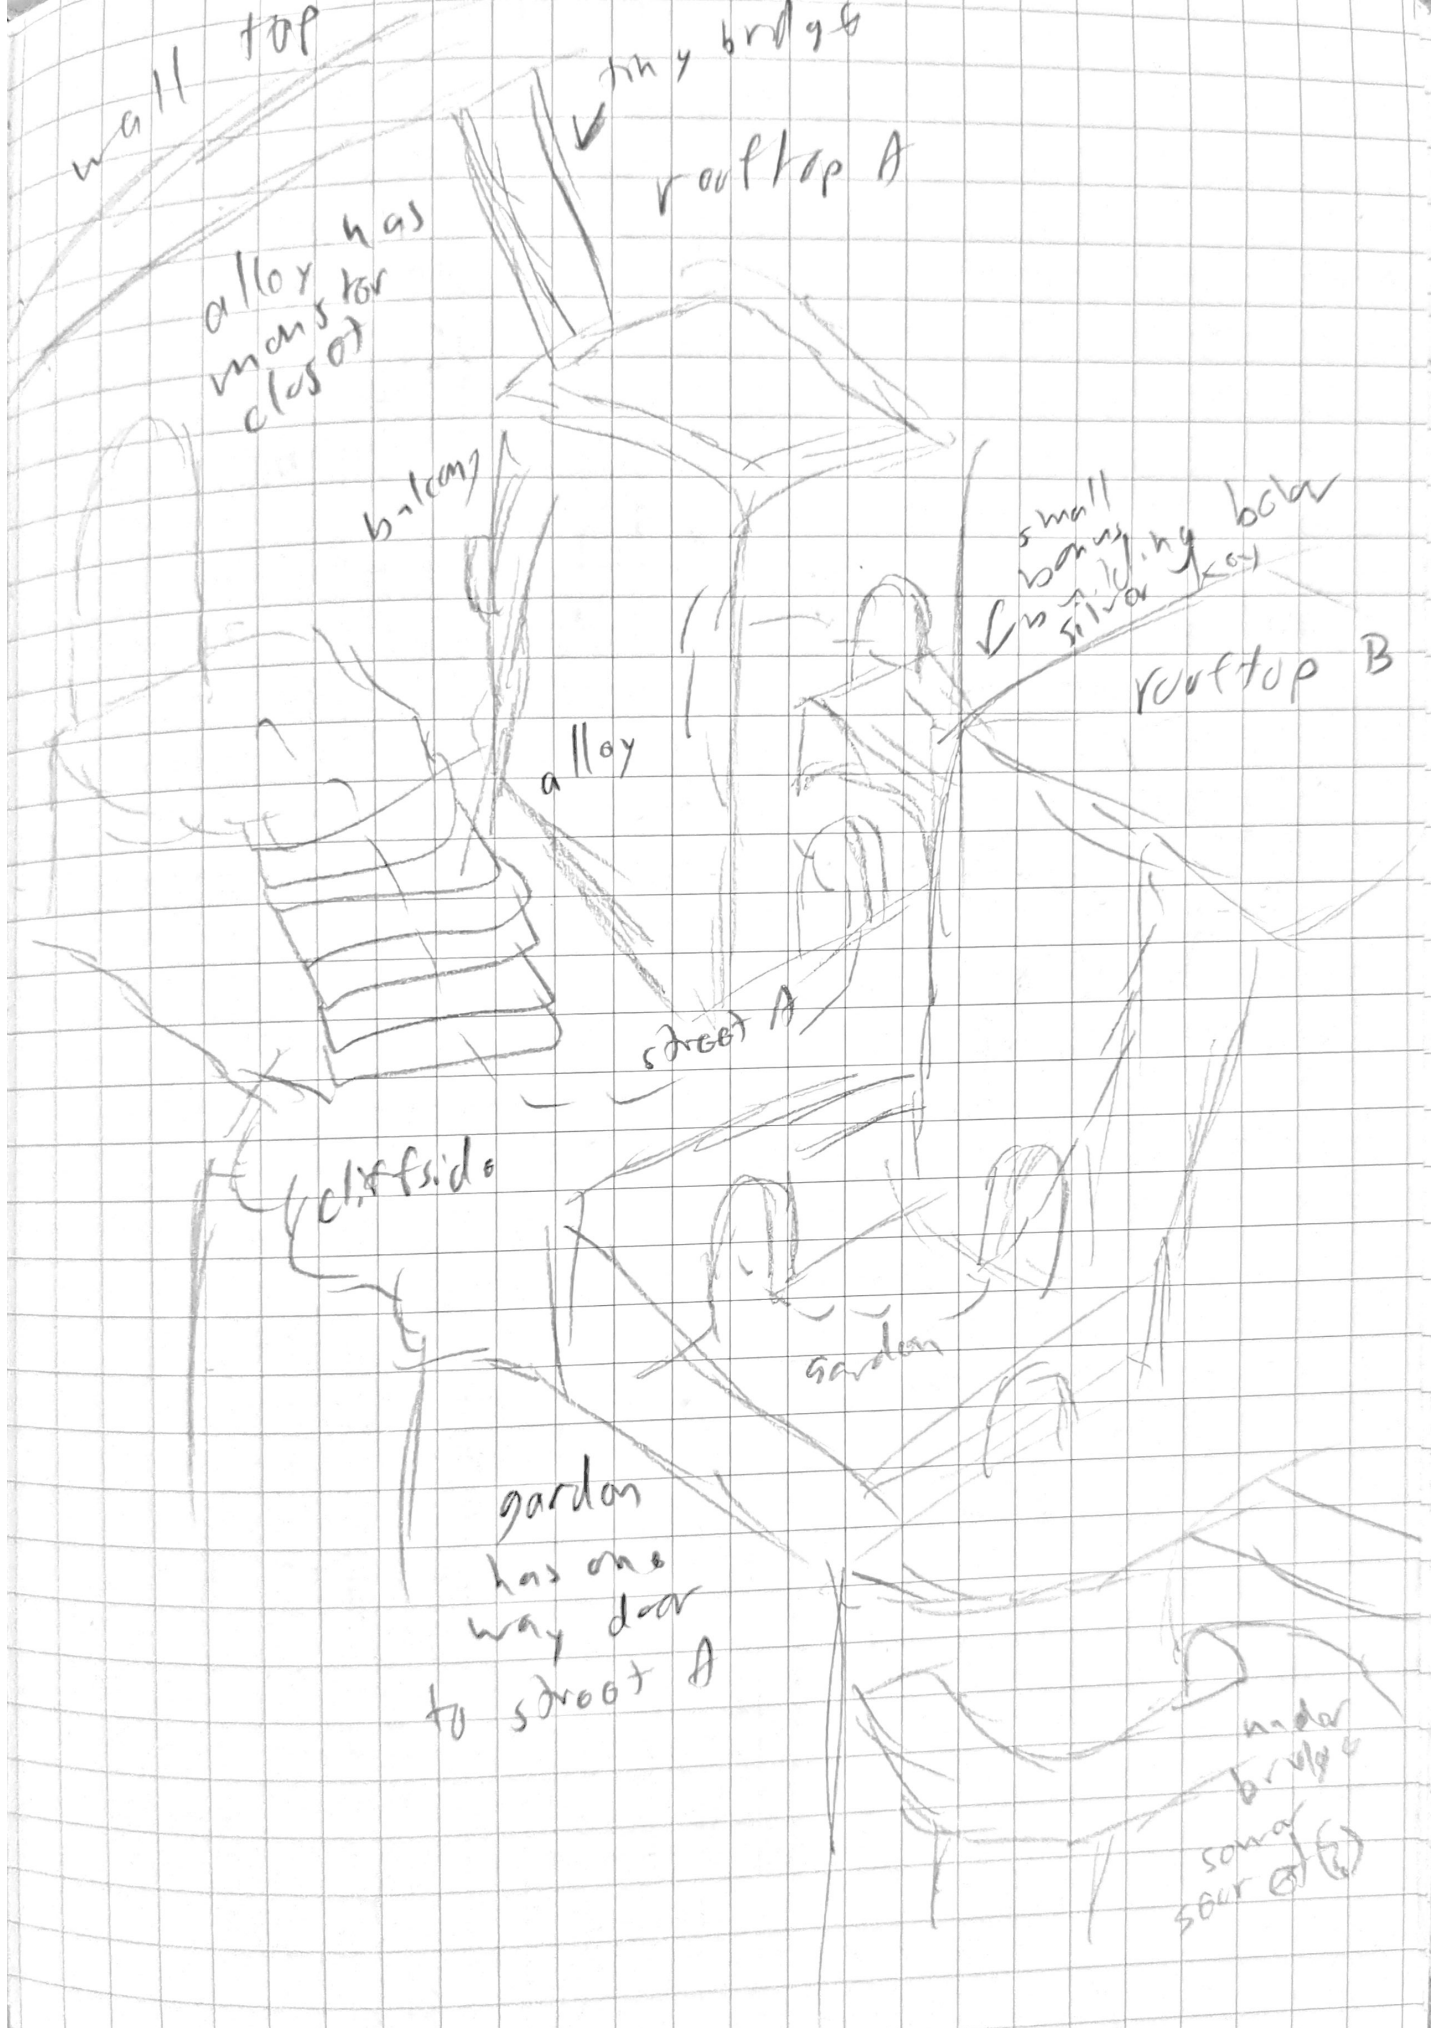 wall top
tiny bridge
rooftop A
alley has
monster
closet
balcony
small
bonus
building below
silver key
rooftop B
alley
street A
cliffside
garden
garden
has one
way door
to street A
under
bridge
some
secret(s)